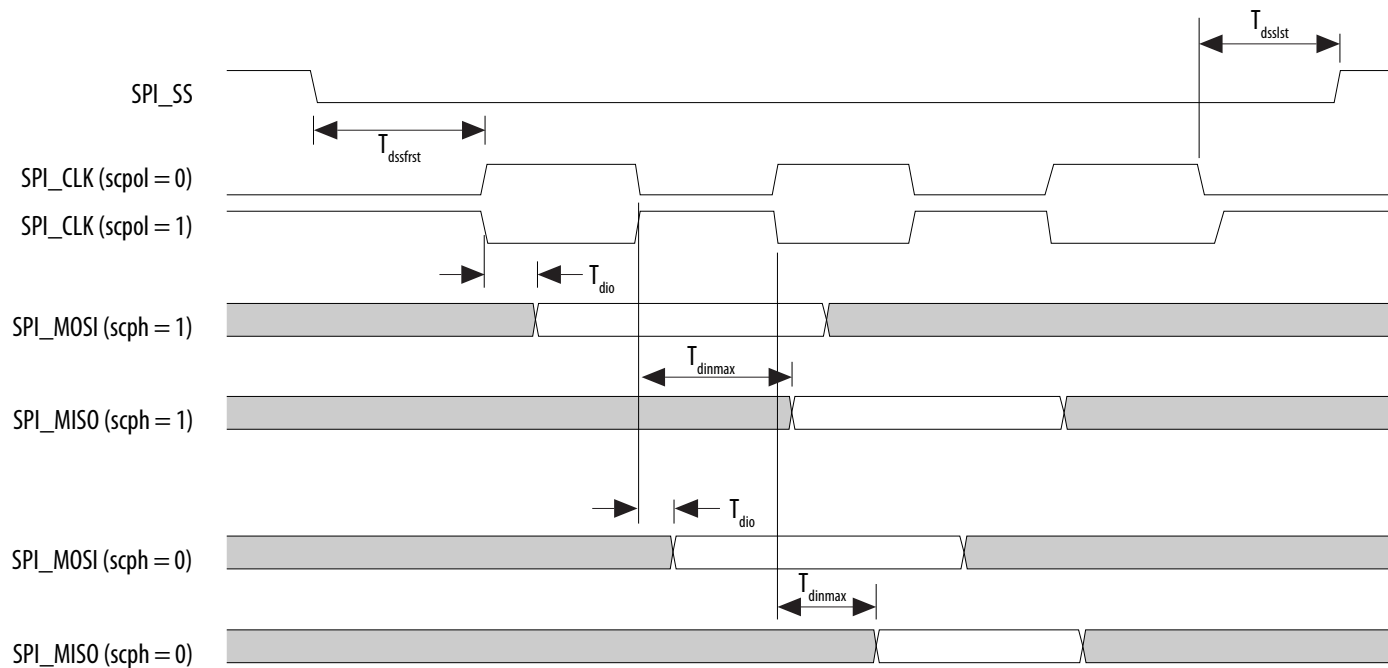 T_dsslst
SPI_SS
T_dssfrst
SPI_CLK (scpol = 0)
SPI_CLK (scpol = 1)
T_dio
SPI_MOSI (scph = 1)
T_dinmax
SPI_MISO (scph = 1)
T_dio
SPI_MOSI (scph = 0)
T_dinmax
SPI_MISO (scph = 0)